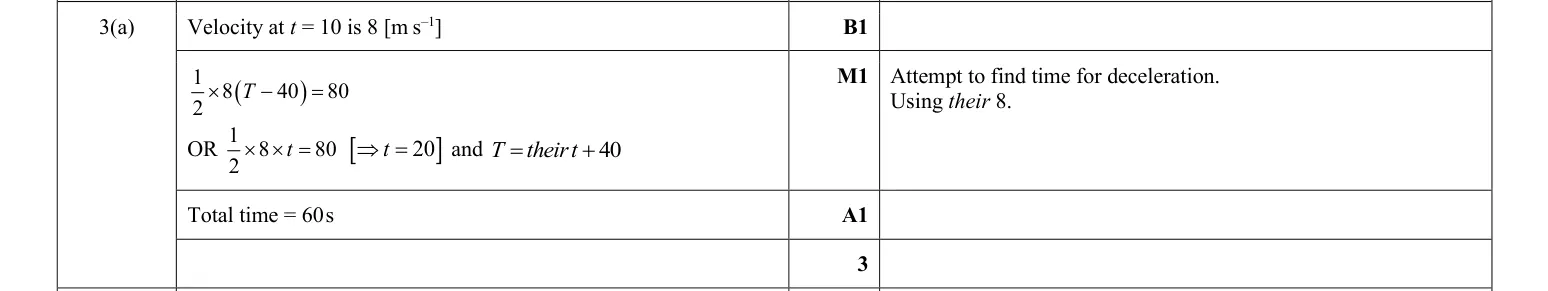 3(a) Velocity at t = 10 is 8 [m s⁻¹] B1
½ × 8(T − 40) = 80 M1 Attempt to find time for deceleration.
Using their 8.
OR ½ × 8 × t = 80 [⇒ t = 20] and T = their t + 40
Total time = 60 s A1
3